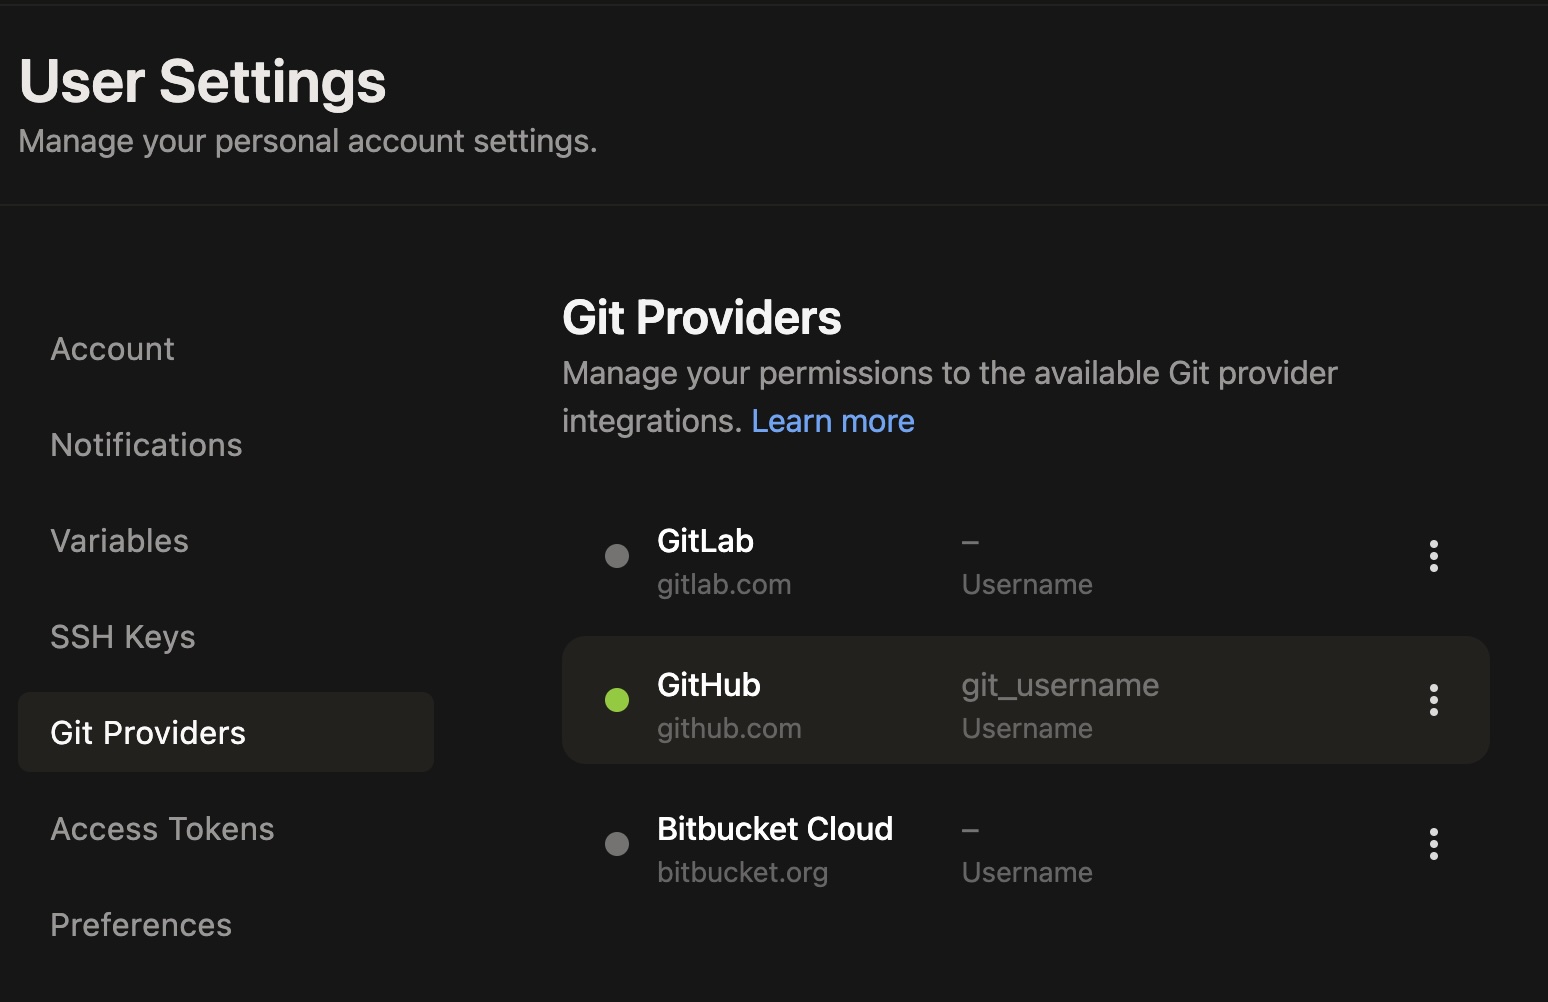 User Settings
Manage your personal account settings.
Account
Notifications
Variables
SSH Keys
Git Providers
Access Tokens
Preferences
Git Providers
Manage your permissions to the available Git provider
integrations. Learn more
GitLab –
gitlab.com Username
GitHub git_username
github.com Username
Bitbucket Cloud –
bitbucket.org Username